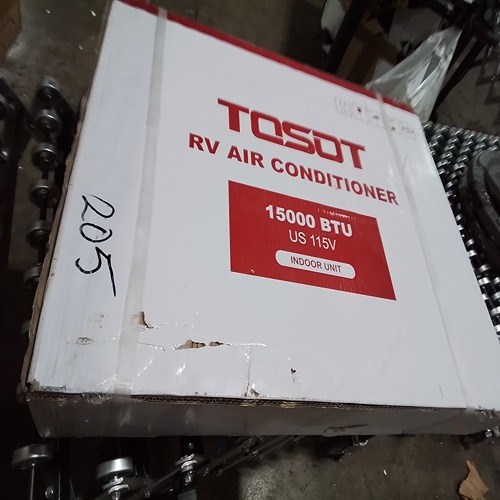 TOSOT
RV AIR CONDITIONER
15000 BTU
US 115V
INDOOR UNIT
205